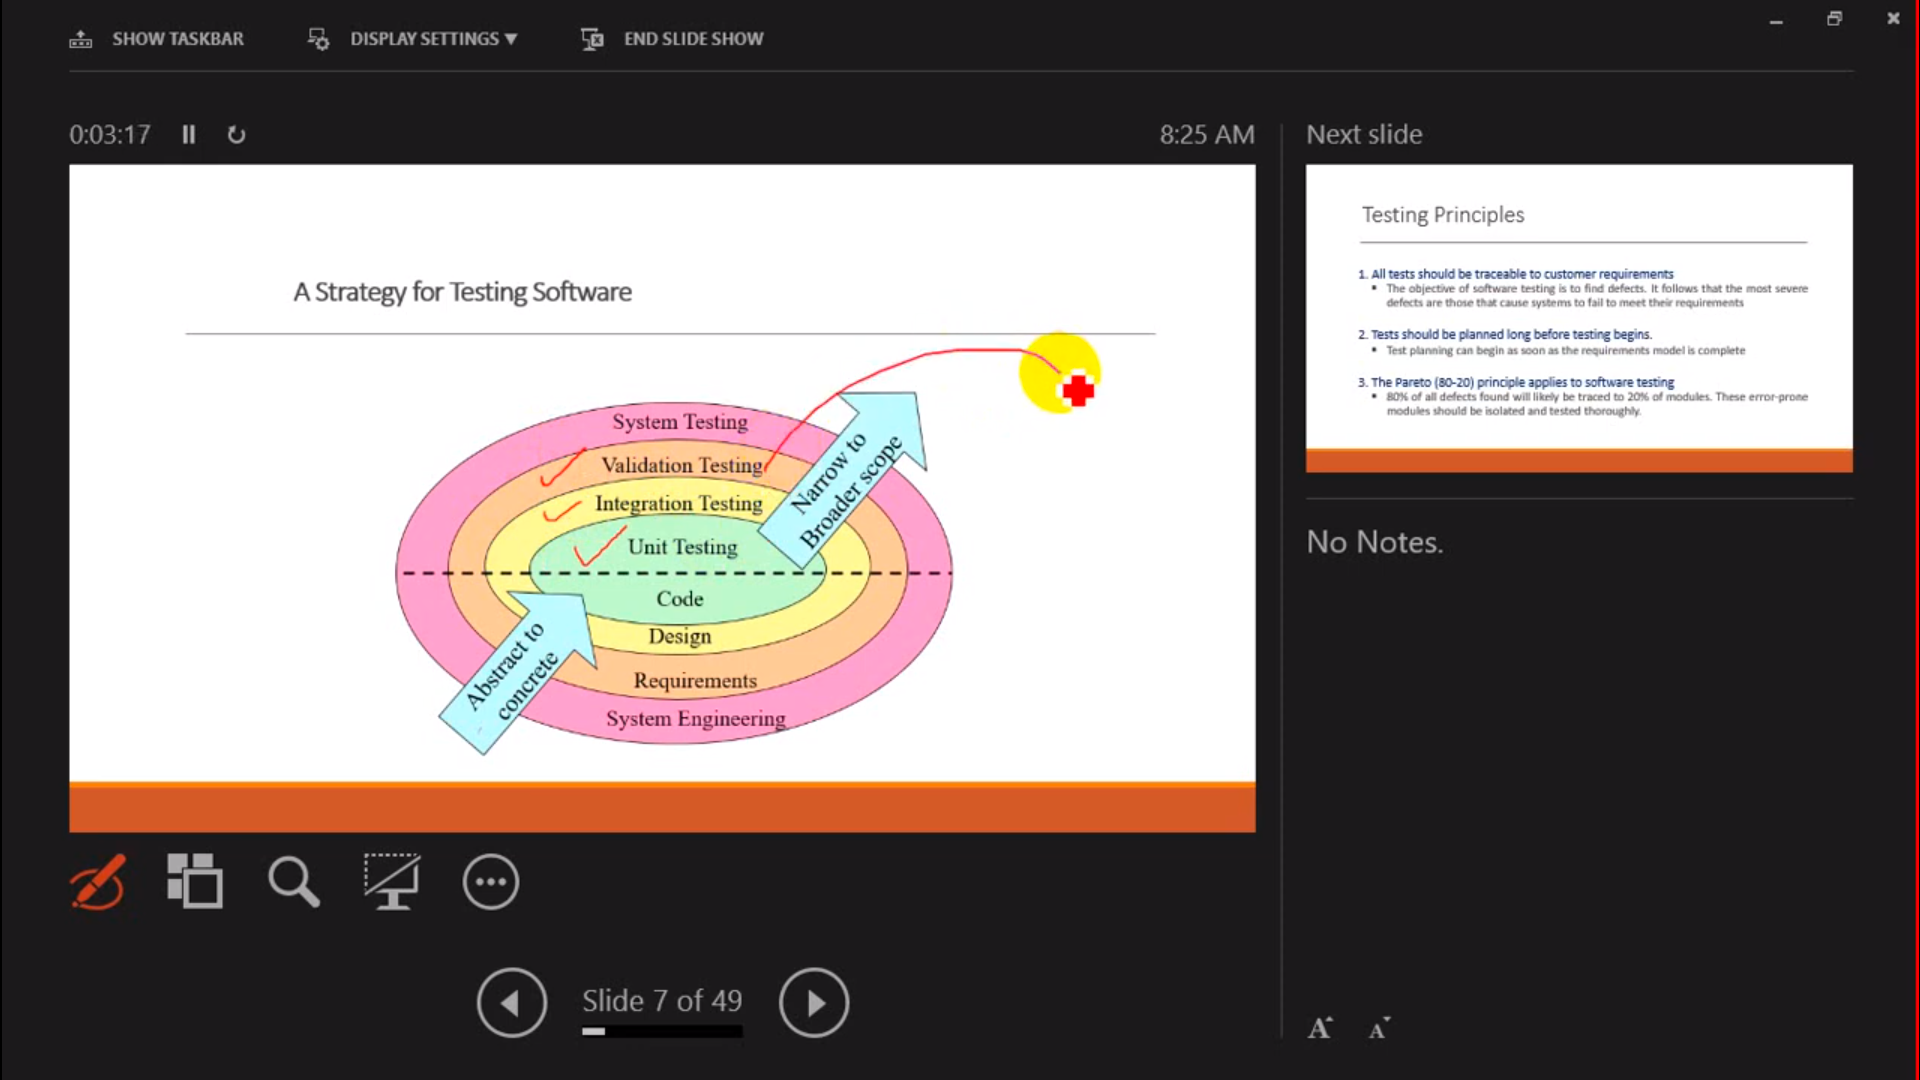 SHOW TASKBAR
DISPLAY SETTINGS ▼
END SLIDE SHOW
0:03:17
8:25 AM
A Strategy for Testing Software
System Testing
Validation Testing
Integration Testing
Unit Testing
Code
Design
Requirements
System Engineering
Narrow to
Broader scope
Abstract to
concrete
Slide 7 of 49
Next slide
Testing Principles
1. All tests should be traceable to customer requirements
▪ The objective of software testing is to find defects. It follows that the most severe
defects are those that cause systems to fail to meet their requirements
2. Tests should be planned long before testing begins.
▪ Test planning can begin as soon as the requirements model is complete
3. The Pareto (80-20) principle applies to software testing
▪ 80% of all defects found will likely be traced to 20% of modules. These error-prone
modules should be isolated and tested thoroughly.
No Notes.
A A